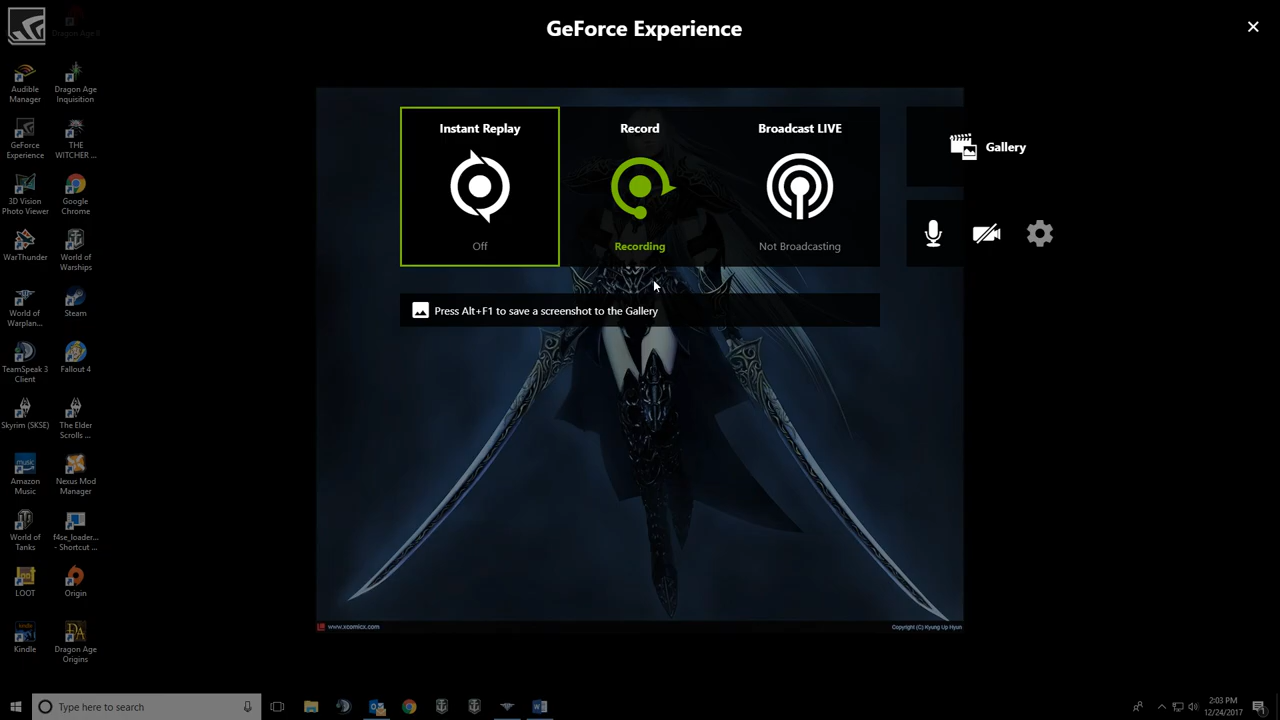 GeForce Experience
Dragon Age II
Audible
Manager
Dragon Age
Inquisition
GeForce
Experience
THE
WITCHER ...
3D Vision
Photo Viewer
Google
Chrome
WarThunder
World of
Warships
World of
Warplan...
Steam
TeamSpeak 3
Client
Fallout 4
Skyrim (SKSE)
The Elder
Scrolls ...
Amazon
Music
Nexus Mod
Manager
World of
Tanks
f4se_loader...
- Shortcut ...
LOOT
Origin
Kindle
Dragon Age
Origins
Instant Replay
Off
Record
Recording
Broadcast LIVE
Not Broadcasting
Gallery
Press Alt+F1 to save a screenshot to the Gallery
www.xcomicx.com
Copyright (C) Kyung Up Hyun
Type here to search
2:03 PM
12/24/2017